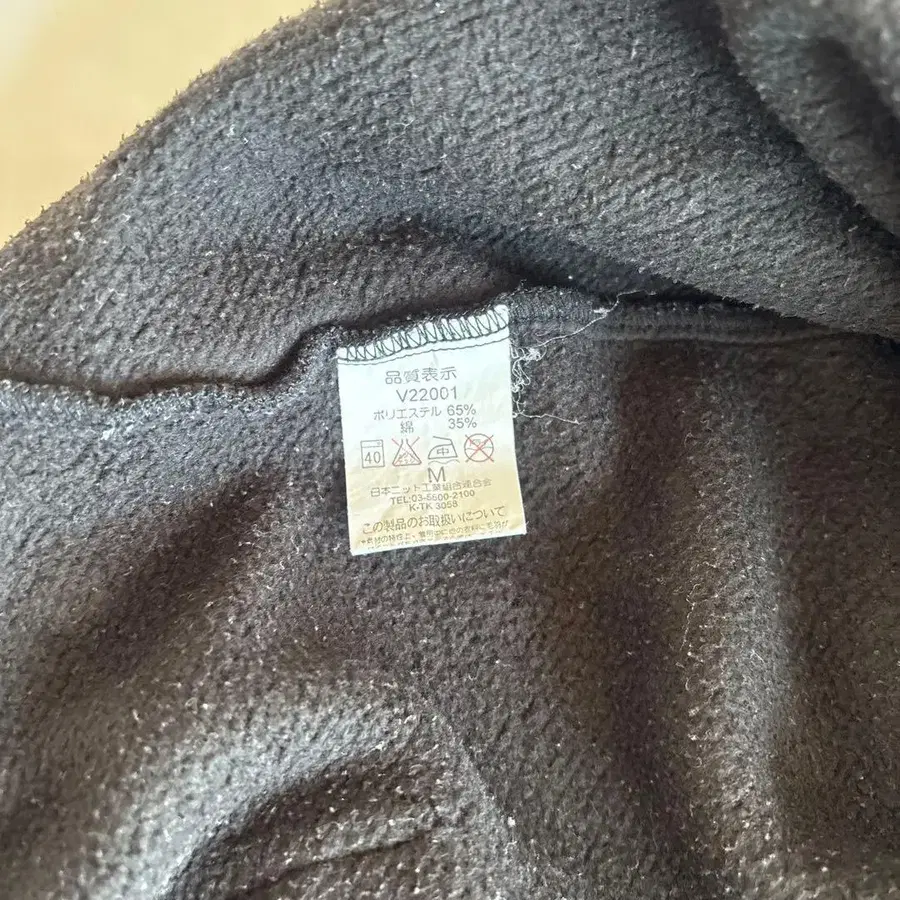 品質表示
V22001
ポリエステル 65%
綿 35%
40 中
M
日本ニット工業組合連合会
TEL:03-5600-2100
K-TK 3058
この製品のお取扱いについて